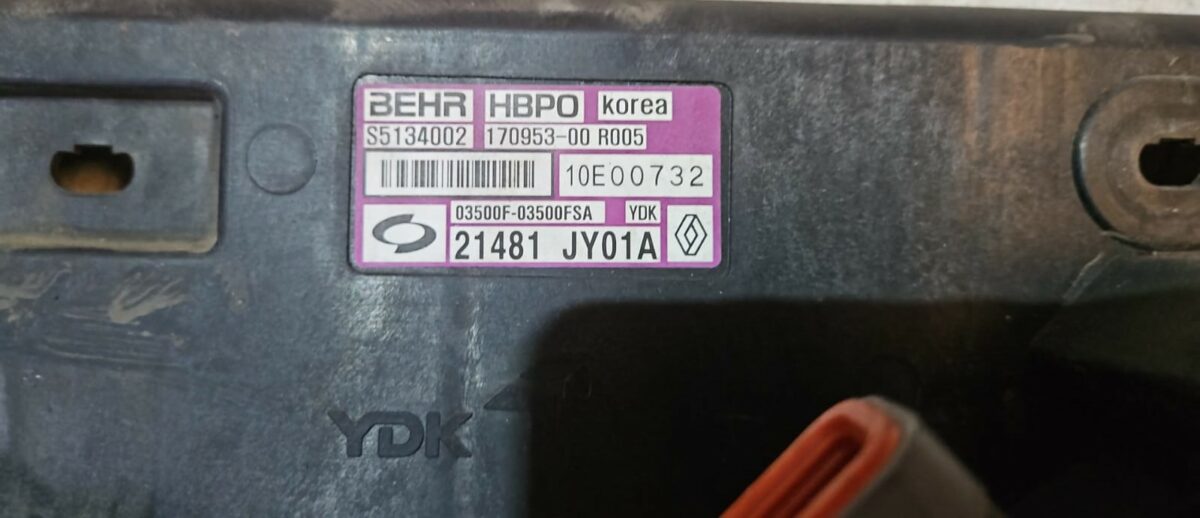 BEHR HBPO korea
S5134002 170953-00 R005
10E00732
03500F-03500FSA YDK
21481 JY01A
YDK